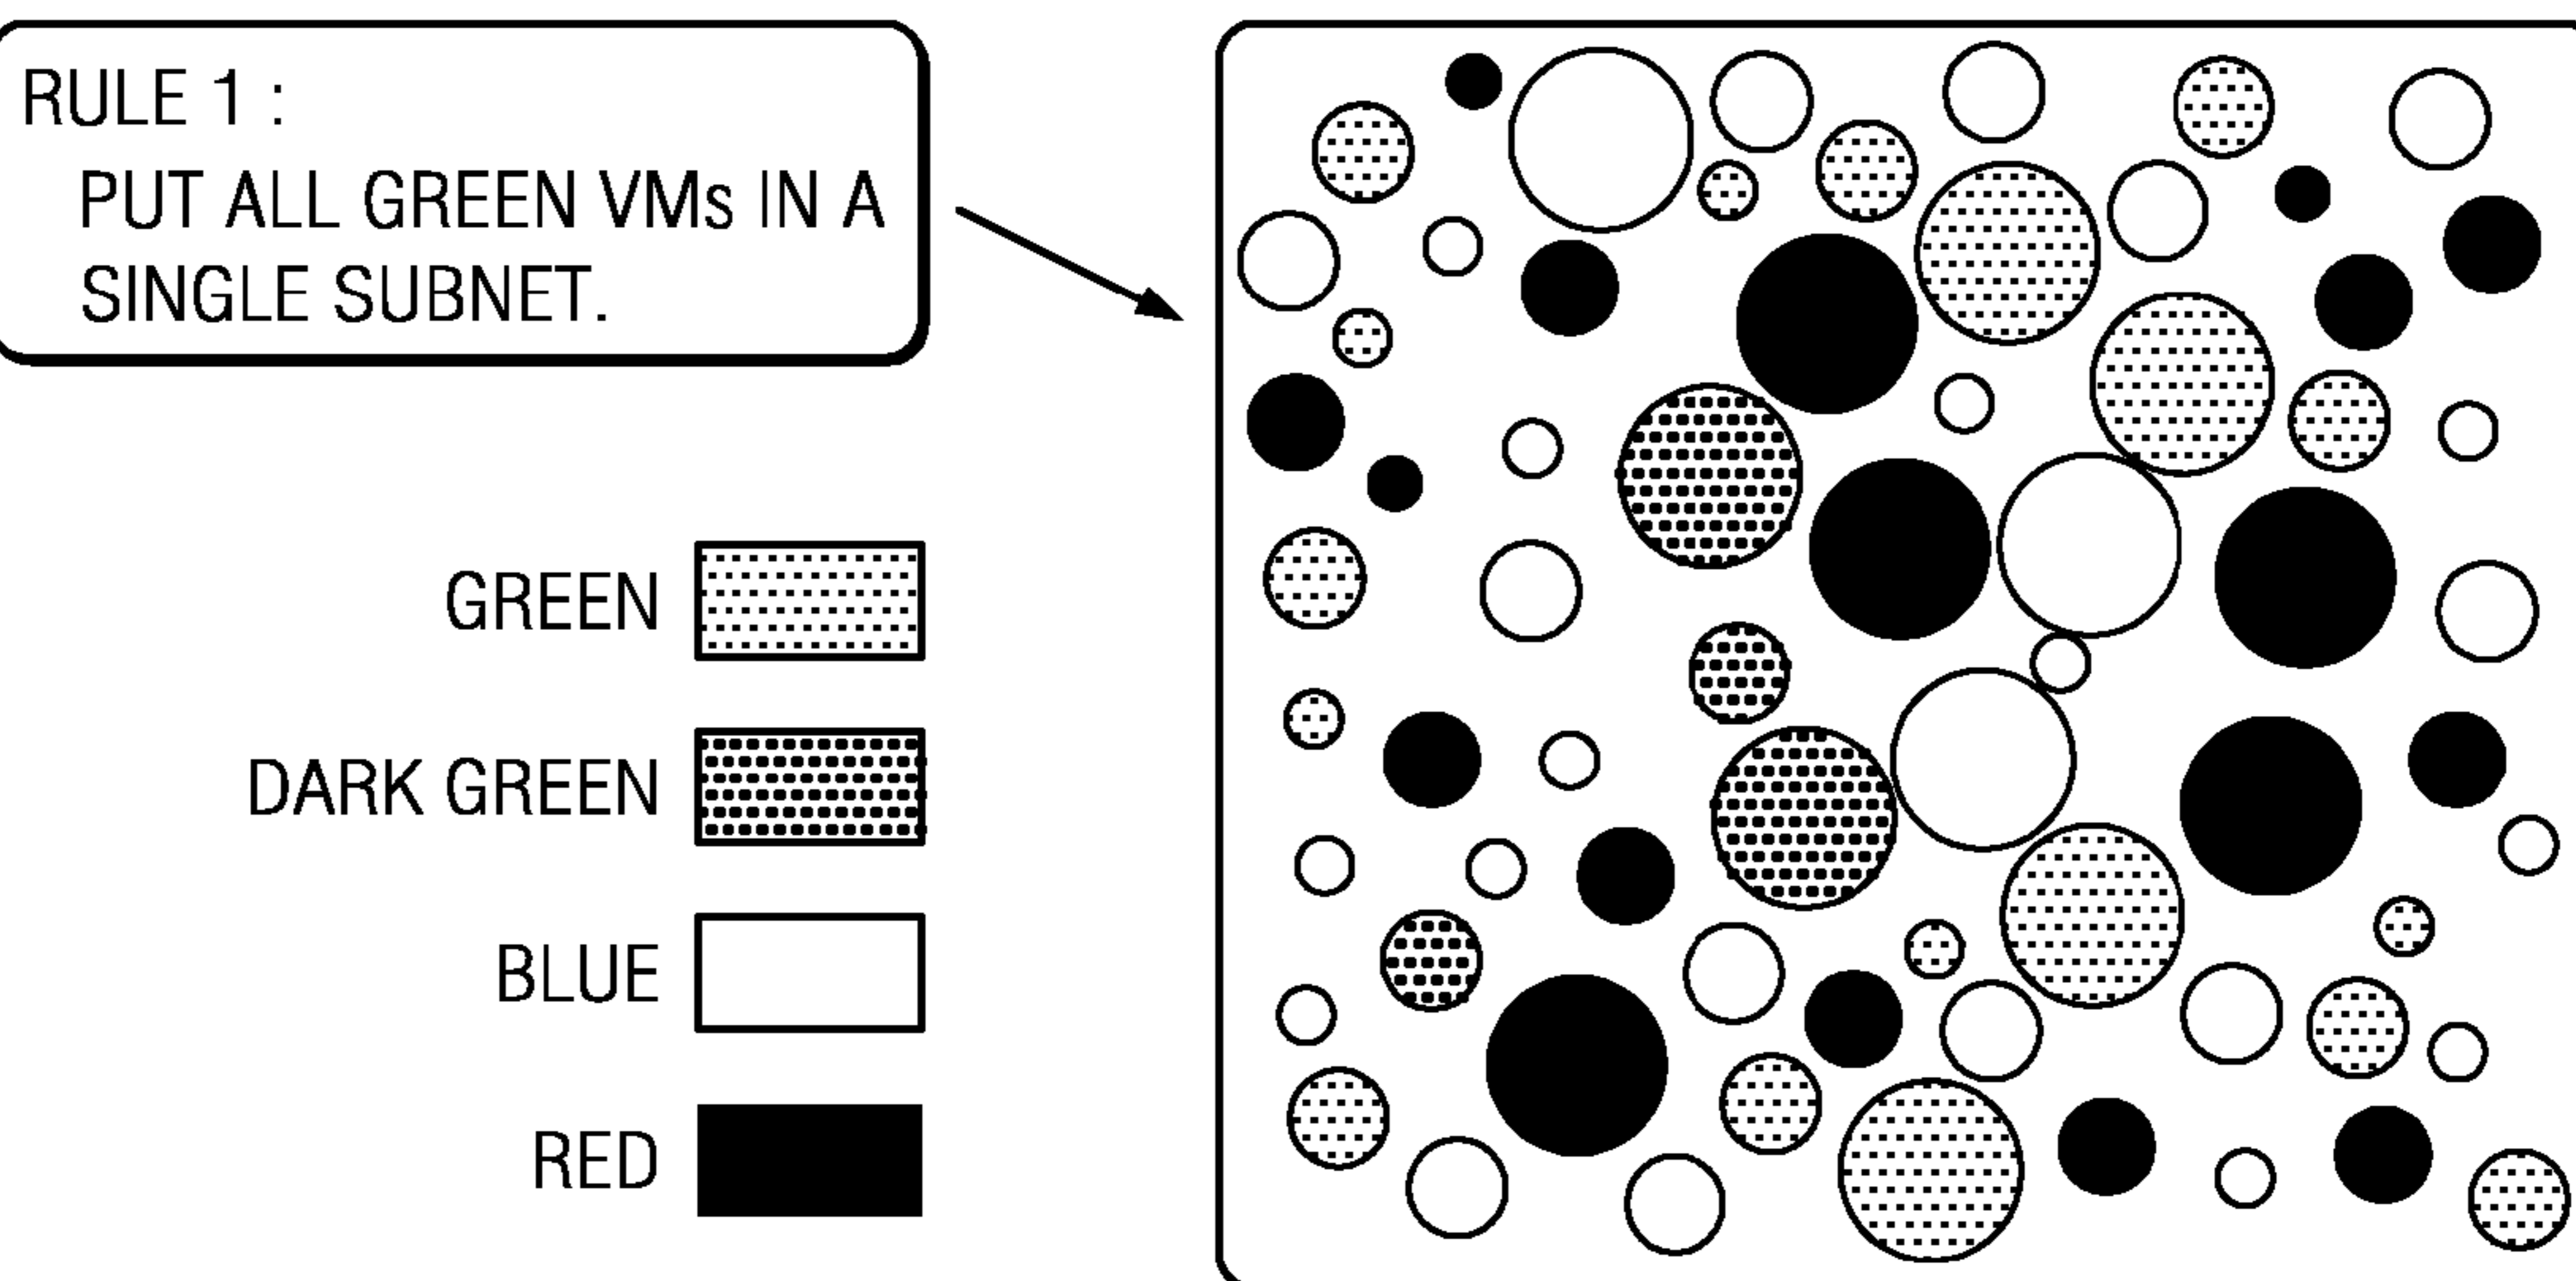 RULE 1 :
PUT ALL GREEN VMs IN A
SINGLE SUBNET.
GREEN
DARK GREEN
BLUE
RED